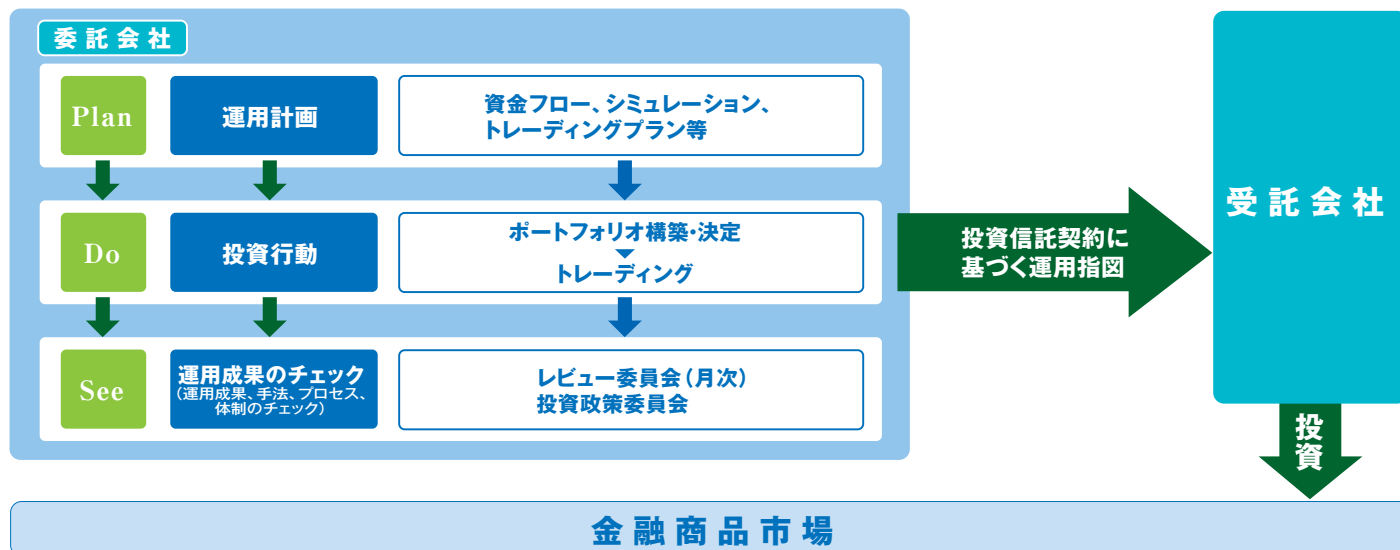 委託会社
Plan
運用計画
資金フロー、シミュレーション、
トレーディングプラン等
Do
投資行動
ポートフォリオ構築・決定
トレーディング
See
運用成果のチェック
(運用成果、手法、プロセス、
体制のチェック)
レビュー委員会(月次)
投資政策委員会
投資信託契約に
基づく運用指図
受託会社
投資
金融商品市場